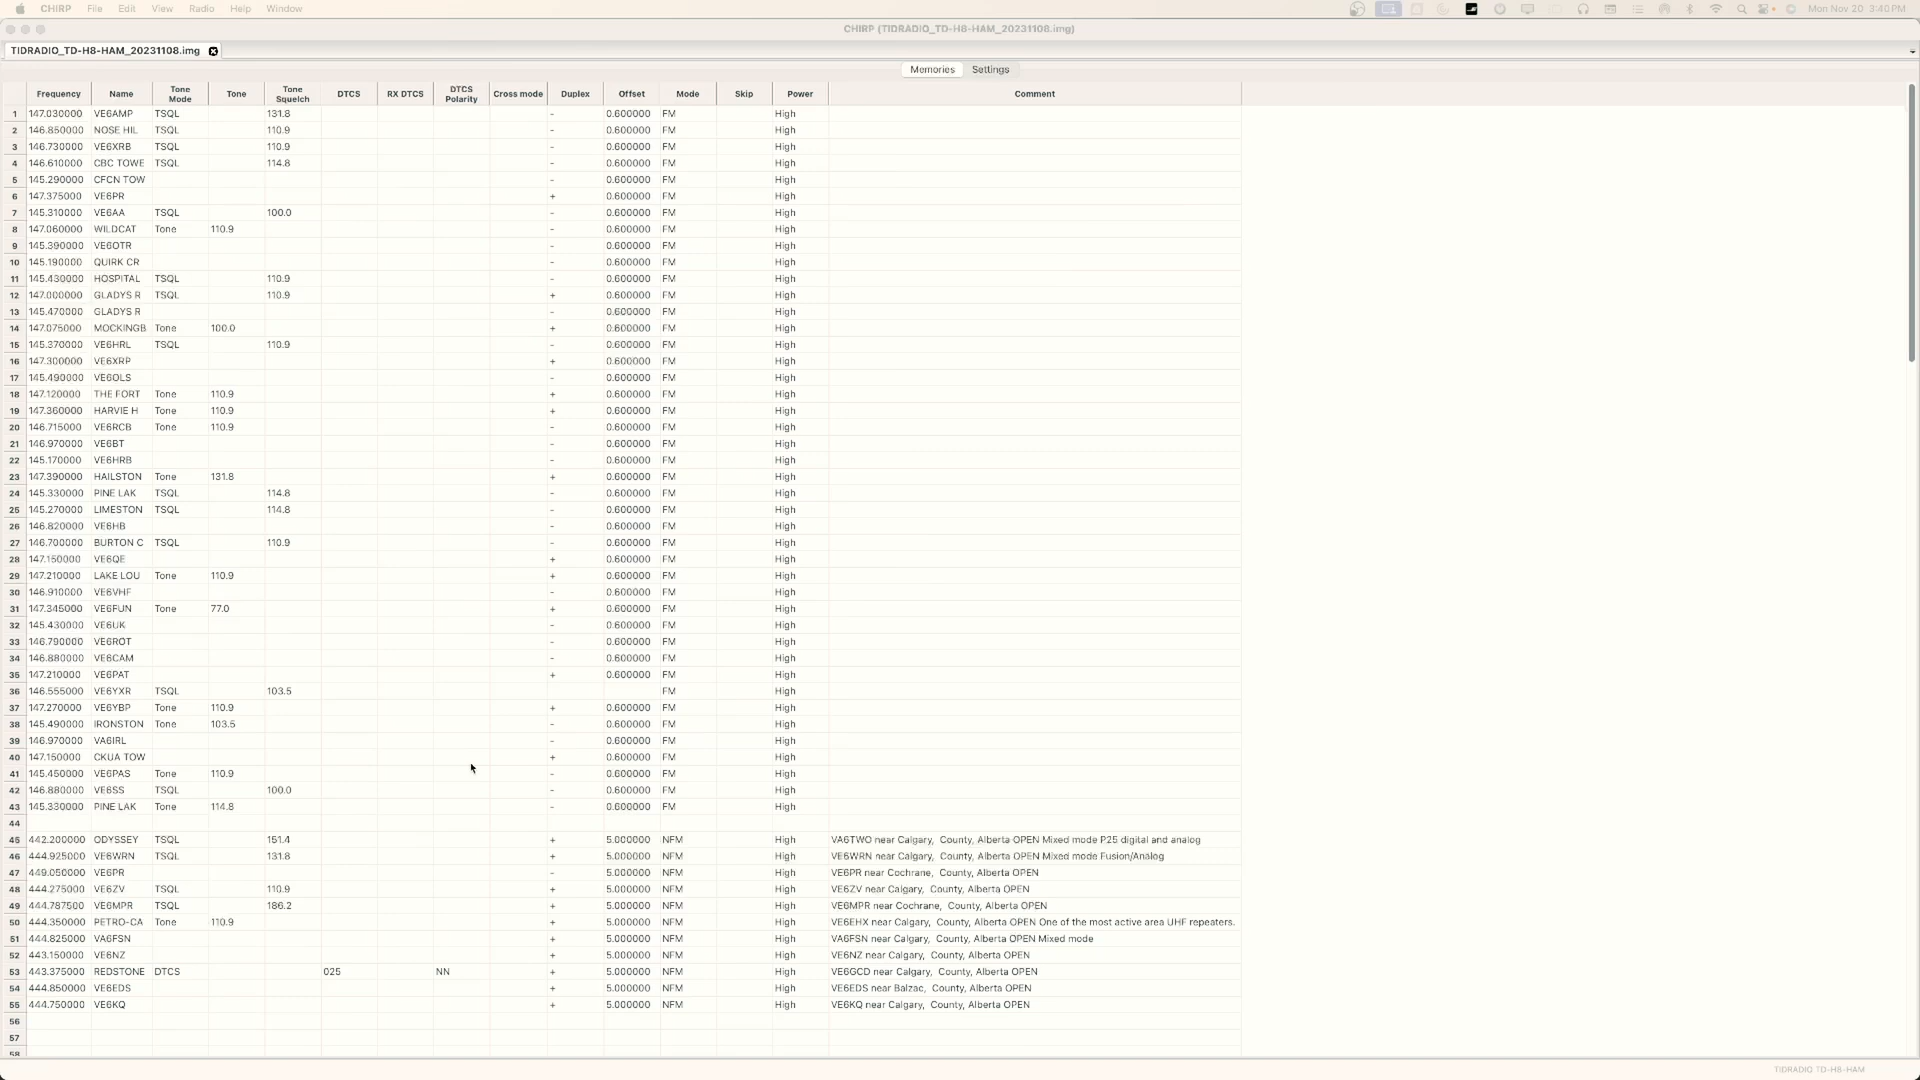 CHIRP File Edit View Radio Help Window Mon Nov 20 3:40 PM
CHIRP (TIDRADIO_TD-H8-HAM_20231108.img)
TIDRADIO_TD-H8-HAM_20231108.img
Memories Settings
Frequency Name Tone Mode Tone Tone Squelch DTCS RX DTCS DTCS Polarity Cross mode Duplex Offset Mode Skip Power Comment
1 147.030000 VE6AMP TSQL 131.8 - 0.600000 FM High
2 146.850000 NOSE HIL TSQL 110.9 - 0.600000 FM High
3 146.730000 VE6XRB TSQL 110.9 - 0.600000 FM High
4 146.610000 CBC TOWE TSQL 114.8 - 0.600000 FM High
5 145.290000 CFCN TOW - 0.600000 FM High
6 147.375000 VE6PR + 0.600000 FM High
7 145.310000 VE6AA TSQL 100.0 - 0.600000 FM High
8 147.060000 WILDCAT Tone 110.9 - 0.600000 FM High
9 145.390000 VE6OTR - 0.600000 FM High
10 145.190000 QUIRK CR - 0.600000 FM High
11 145.430000 HOSPITAL TSQL 110.9 - 0.600000 FM High
12 147.000000 GLADYS R TSQL 110.9 + 0.600000 FM High
13 145.470000 GLADYS R - 0.600000 FM High
14 147.075000 MOCKINGB Tone 100.0 + 0.600000 FM High
15 145.370000 VE6HRL TSQL 110.9 - 0.600000 FM High
16 147.300000 VE6XRP + 0.600000 FM High
17 145.490000 VE6OLS - 0.600000 FM High
18 147.120000 THE FORT Tone 110.9 + 0.600000 FM High
19 147.360000 HARVIE H Tone 110.9 + 0.600000 FM High
20 146.715000 VE6RCB Tone 110.9 - 0.600000 FM High
21 146.970000 VE6BT - 0.600000 FM High
22 145.170000 VE6HRB - 0.600000 FM High
23 147.390000 HAILSTON Tone 131.8 + 0.600000 FM High
24 145.330000 PINE LAK TSQL 114.8 - 0.600000 FM High
25 145.270000 LIMESTON TSQL 114.8 - 0.600000 FM High
26 146.820000 VE6HB - 0.600000 FM High
27 146.700000 BURTON C TSQL 110.9 - 0.600000 FM High
28 147.150000 VE6QE + 0.600000 FM High
29 147.210000 LAKE LOU Tone 110.9 + 0.600000 FM High
30 146.910000 VE6VHF - 0.600000 FM High
31 147.345000 VE6FUN Tone 77.0 + 0.600000 FM High
32 145.430000 VE6UK - 0.600000 FM High
33 146.790000 VE6ROT - 0.600000 FM High
34 146.880000 VE6CAM - 0.600000 FM High
35 147.210000 VE6PAT + 0.600000 FM High
36 146.555000 VE6YXR TSQL 103.5 FM High
37 147.270000 VE6YBP Tone 110.9 + 0.600000 FM High
38 145.490000 IRONSTON Tone 103.5 - 0.600000 FM High
39 146.970000 VA6IRL - 0.600000 FM High
40 147.150000 CKUA TOW + 0.600000 FM High
41 145.450000 VE6PAS Tone 110.9 - 0.600000 FM High
42 146.880000 VE6SS TSQL 100.0 - 0.600000 FM High
43 145.330000 PINE LAK Tone 114.8 - 0.600000 FM High
44
45 442.200000 ODYSSEY TSQL 151.4 + 5.000000 NFM High VA6TWO near Calgary, County, Alberta OPEN Mixed mode P25 digital and analog
46 444.925000 VE6WRN TSQL 131.8 + 5.000000 NFM High VE6WRN near Calgary, County, Alberta OPEN Mixed mode Fusion/Analog
47 449.050000 VE6PR - 5.000000 NFM High VE6PR near Cochrane, County, Alberta OPEN
48 444.275000 VE6ZV TSQL 110.9 + 5.000000 NFM High VE6ZV near Calgary, County, Alberta OPEN
49 444.787500 VE6MPR TSQL 186.2 + 5.000000 NFM High VE6MPR near Cochrane, County, Alberta OPEN
50 444.350000 PETRO-CA Tone 110.9 + 5.000000 NFM High VE6EHX near Calgary, County, Alberta OPEN One of the most active area UHF repeaters.
51 444.825000 VA6FSN + 5.000000 NFM High VA6FSN near Calgary, County, Alberta OPEN Mixed mode
52 443.150000 VE6NZ + 5.000000 NFM High VE6NZ near Calgary, County, Alberta OPEN
53 443.375000 REDSTONE DTCS 025 NN + 5.000000 NFM High VE6GCD near Calgary, County, Alberta OPEN
54 444.850000 VE6EDS + 5.000000 NFM High VE6EDS near Balzac, County, Alberta OPEN
55 444.750000 VE6KQ + 5.000000 NFM High VE6KQ near Calgary, County, Alberta OPEN
56
57
58
TIDRADIO TD-H8-HAM